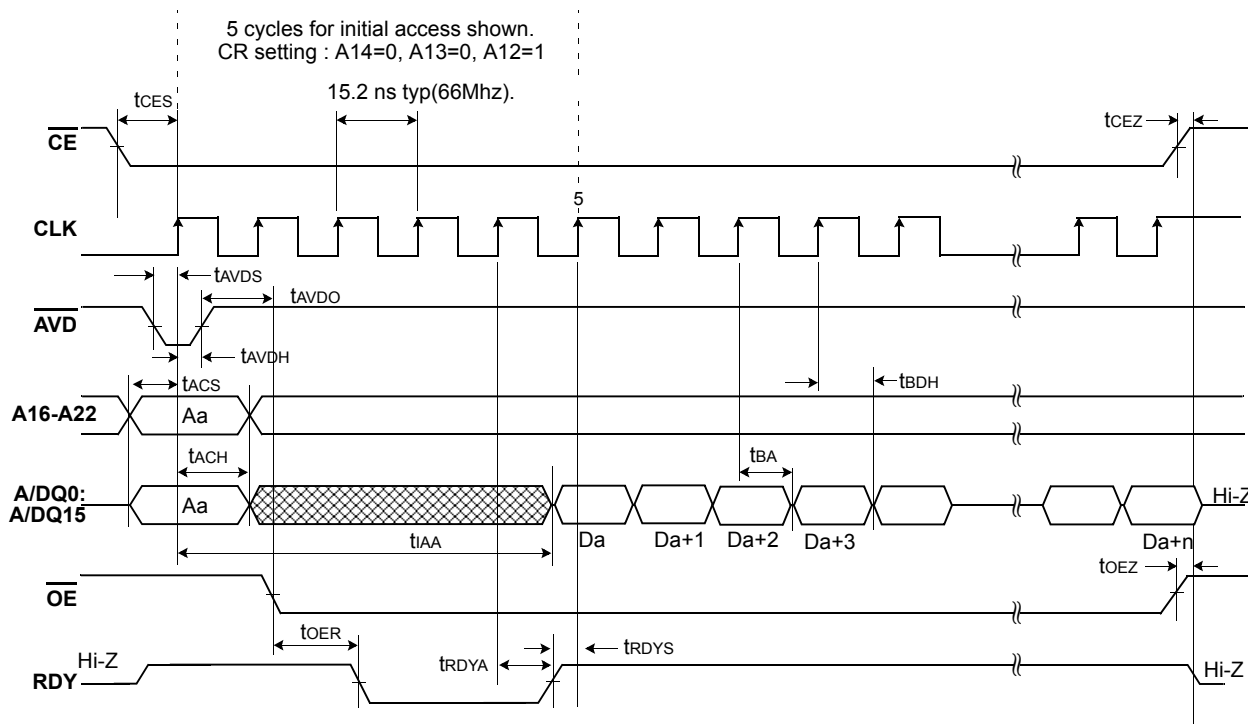 5 cycles for initial access shown.
CR setting : A14=0, A13=0, A12=1
15.2 ns typ(66Mhz).
tCES
tCEZ
CE
5
CLK
tAVDS
tAVDO
AVD
tAVDH
tACS
tBDH
A16-A22
Aa
tACH
tBA
A/DQ0:
A/DQ15
Aa
Hi-Z
tIAA
Da
Da+1
Da+2
Da+3
Da+n
tOEZ
OE
tOER
tRDYA
tRDYS
Hi-Z
Hi-Z
RDY